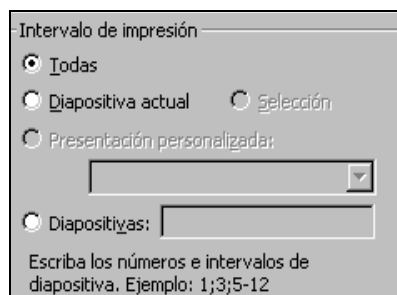 Intervalo de impresión
Todas
Diapositiva actual Selección
Presentación personalizada:
Diapositivas:
Escriba los números e intervalos de
diapositiva. Ejemplo: 1;3;5-12